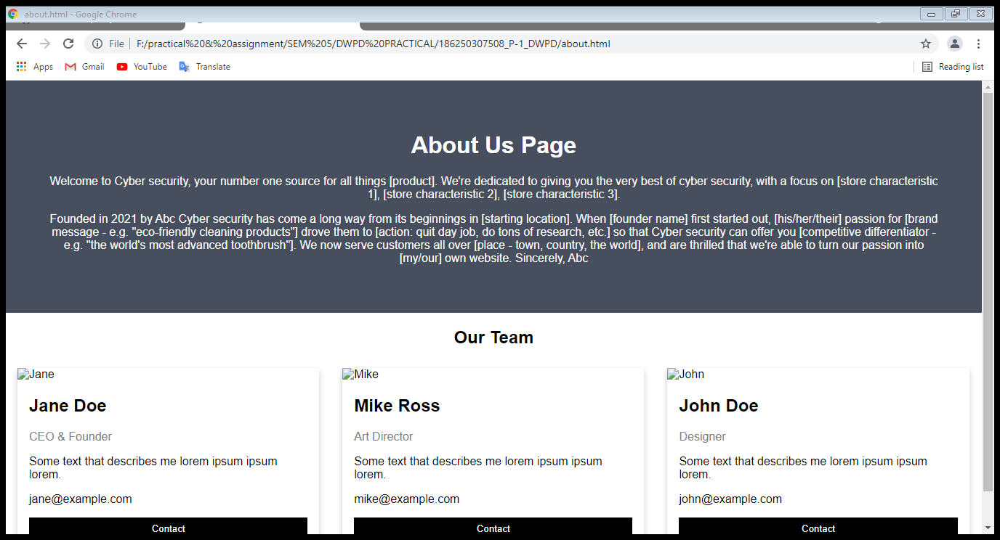 about.html - Google Chrome
File F:/practical%20&%20assignment/SEM%205/DWPD%20PRACTICAL/186250307508_P-1_DWPD/about.html
Apps Gmail YouTube Translate Reading list
About Us Page
Welcome to Cyber security, your number one source for all things [product]. We're dedicated to giving you the very best of cyber security, with a focus on [store characteristic
1], [store characteristic 2], [store characteristic 3].
Founded in 2021 by Abc Cyber security has come a long way from its beginnings in [starting location]. When [founder name] first started out, [his/her/their] passion for [brand
message - e.g. "eco-friendly cleaning products"] drove them to [action: quit day job, do tons of research, etc.] so that Cyber security can offer you [competitive differentiator -
e.g. "the world's most advanced toothbrush"]. We now serve customers all over [place - town, country, the world], and are thrilled that we're able to turn our passion into
[my/our] own website. Sincerely, Abc
Our Team
Jane
Jane Doe
CEO & Founder
Some text that describes me lorem ipsum ipsum
lorem.
jane@example.com
Contact
Mike
Mike Ross
Art Director
Some text that describes me lorem ipsum ipsum
lorem.
mike@example.com
Contact
John
John Doe
Designer
Some text that describes me lorem ipsum ipsum
lorem.
john@example.com
Contact